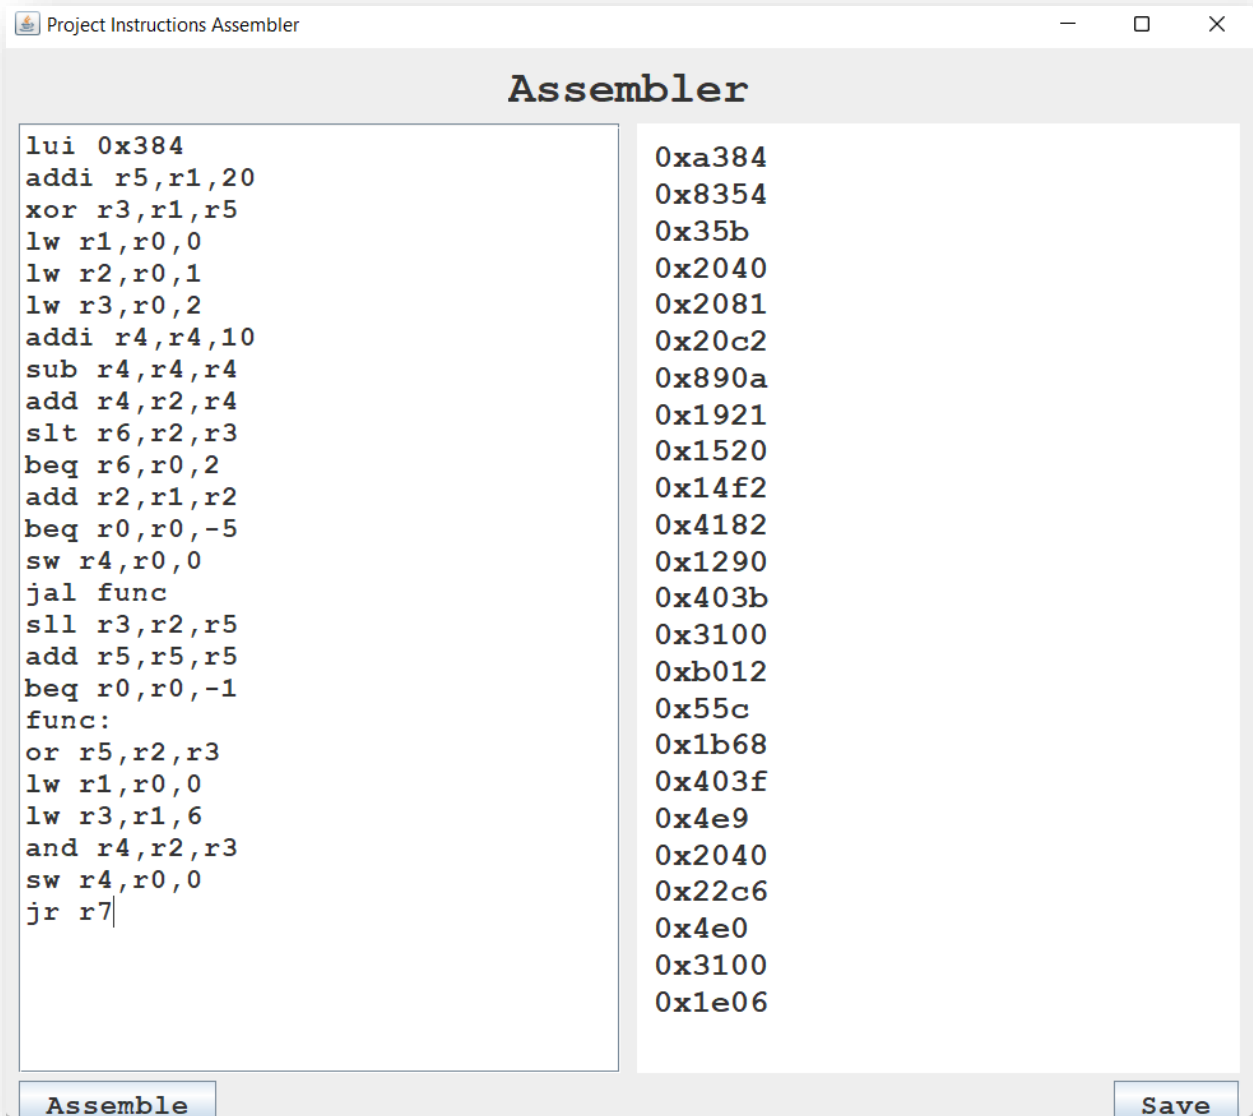 Project Instructions Assembler
Assembler
lui 0x384
addi r5,r1,20
xor r3,r1,r5
lw r1,r0,0
lw r2,r0,1
lw r3,r0,2
addi r4,r4,10
sub r4,r4,r4
add r4,r2,r4
slt r6,r2,r3
beq r6,r0,2
add r2,r1,r2
beq r0,r0,-5
sw r4,r0,0
jal func
sll r3,r2,r5
add r5,r5,r5
beq r0,r0,-1
func:
or r5,r2,r3
lw r1,r0,0
lw r3,r1,6
and r4,r2,r3
sw r4,r0,0
jr r7
0xa384
0x8354
0x35b
0x2040
0x2081
0x20c2
0x890a
0x1921
0x1520
0x14f2
0x4182
0x1290
0x403b
0x3100
0xb012
0x55c
0x1b68
0x403f
0x4e9
0x2040
0x22c6
0x4e0
0x3100
0x1e06
Assemble
Save